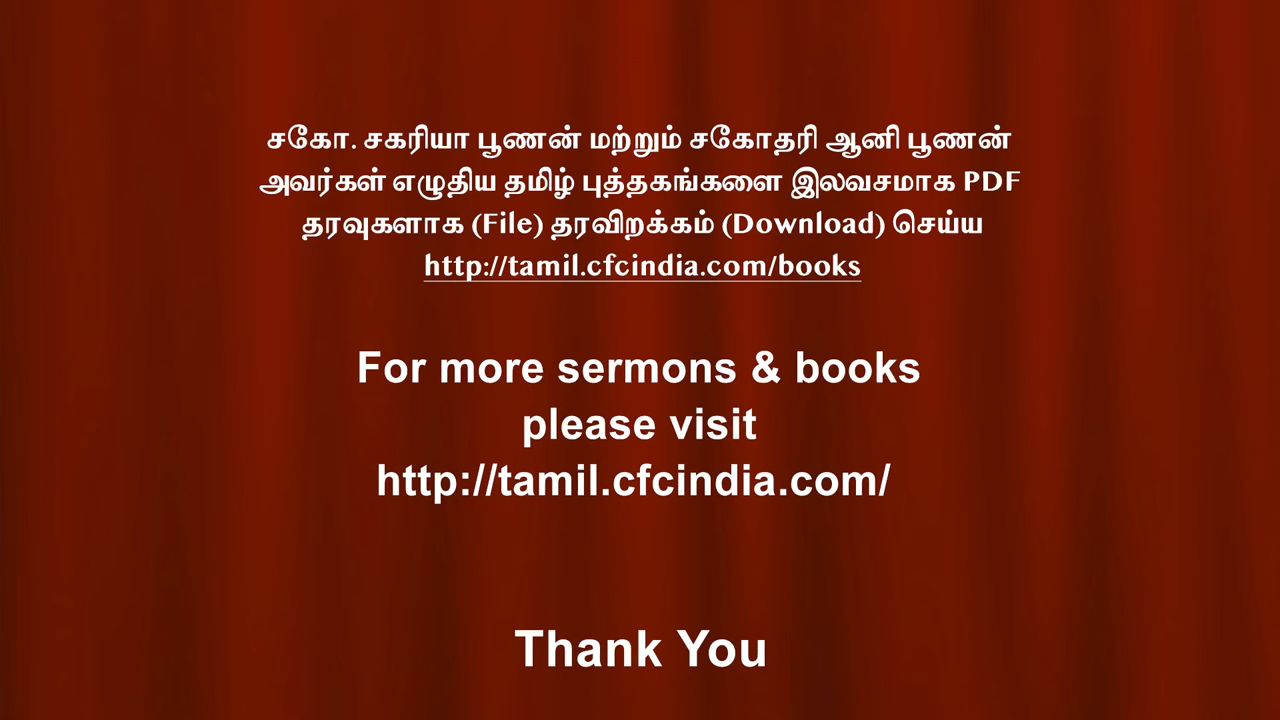 சகோ. சகரியா பூணன் மற்றும் சகோதரி ஆனி பூணன்
அவர்கள் எழுதிய தமிழ் புத்தகங்களை இலவசமாக PDF
தரவுகளாக (File) தரவிறக்கம் (Download) செய்ய
http://tamil.cfcindia.com/books
For more sermons & books
please visit
http://tamil.cfcindia.com/
Thank You